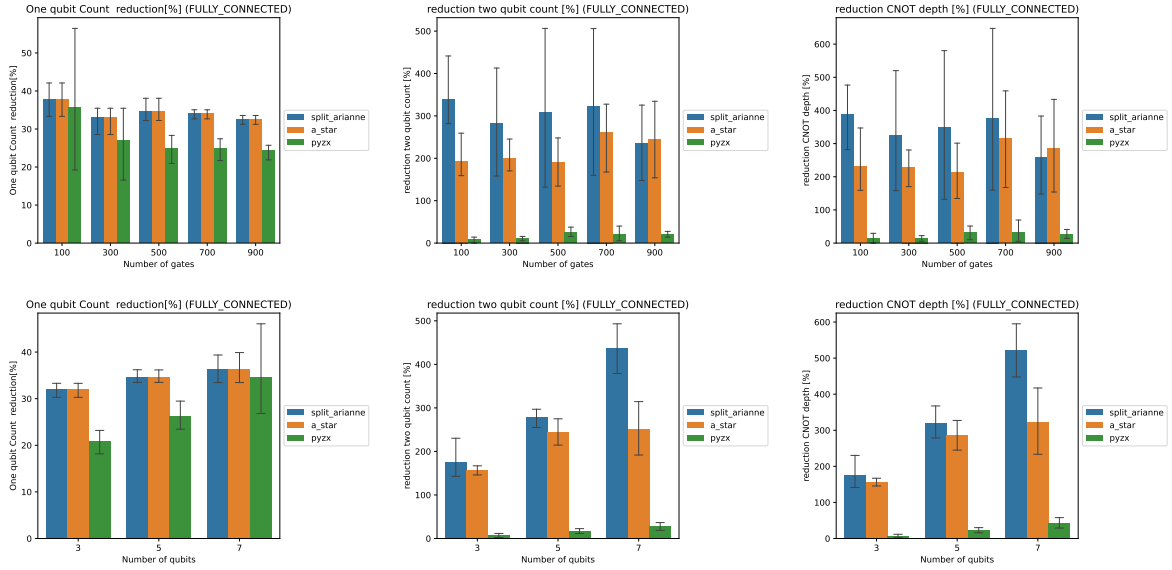 One qubit Count  reduction[%] (FULLY_CONNECTED)
One qubit Count  reduction[%]
50
40
30
20
10
0
100
300
500
700
900
Number of gates
split_arianne
a_star
pyzx
reduction two qubit count [%] (FULLY_CONNECTED)
reduction two qubit count [%]
500
400
300
200
100
0
100
300
500
700
900
Number of gates
split_arianne
a_star
pyzx
reduction CNOT depth [%] (FULLY_CONNECTED)
reduction CNOT depth [%]
600
500
400
300
200
100
0
100
300
500
700
900
Number of gates
split_arianne
a_star
pyzx
One qubit Count  reduction[%] (FULLY_CONNECTED)
One qubit Count  reduction[%]
40
30
20
10
0
3
5
7
Number of qubits
split_arianne
a_star
pyzx
reduction two qubit count [%] (FULLY_CONNECTED)
reduction two qubit count [%]
500
400
300
200
100
0
3
5
7
Number of qubits
split_arianne
a_star
pyzx
reduction CNOT depth [%] (FULLY_CONNECTED)
reduction CNOT depth [%]
600
500
400
300
200
100
0
3
5
7
Number of qubits
split_arianne
a_star
pyzx